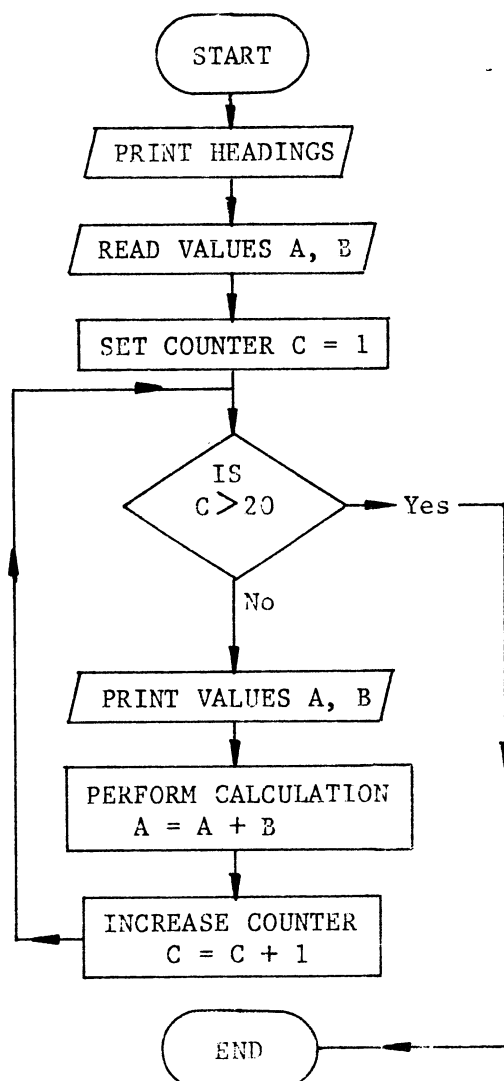 START
PRINT HEADINGS
READ VALUES A, B
SET COUNTER C = 1
IS
C > 20
Yes
No
PRINT VALUES A, B
PERFORM CALCULATION
A = A + B
INCREASE COUNTER
C = C + 1
END